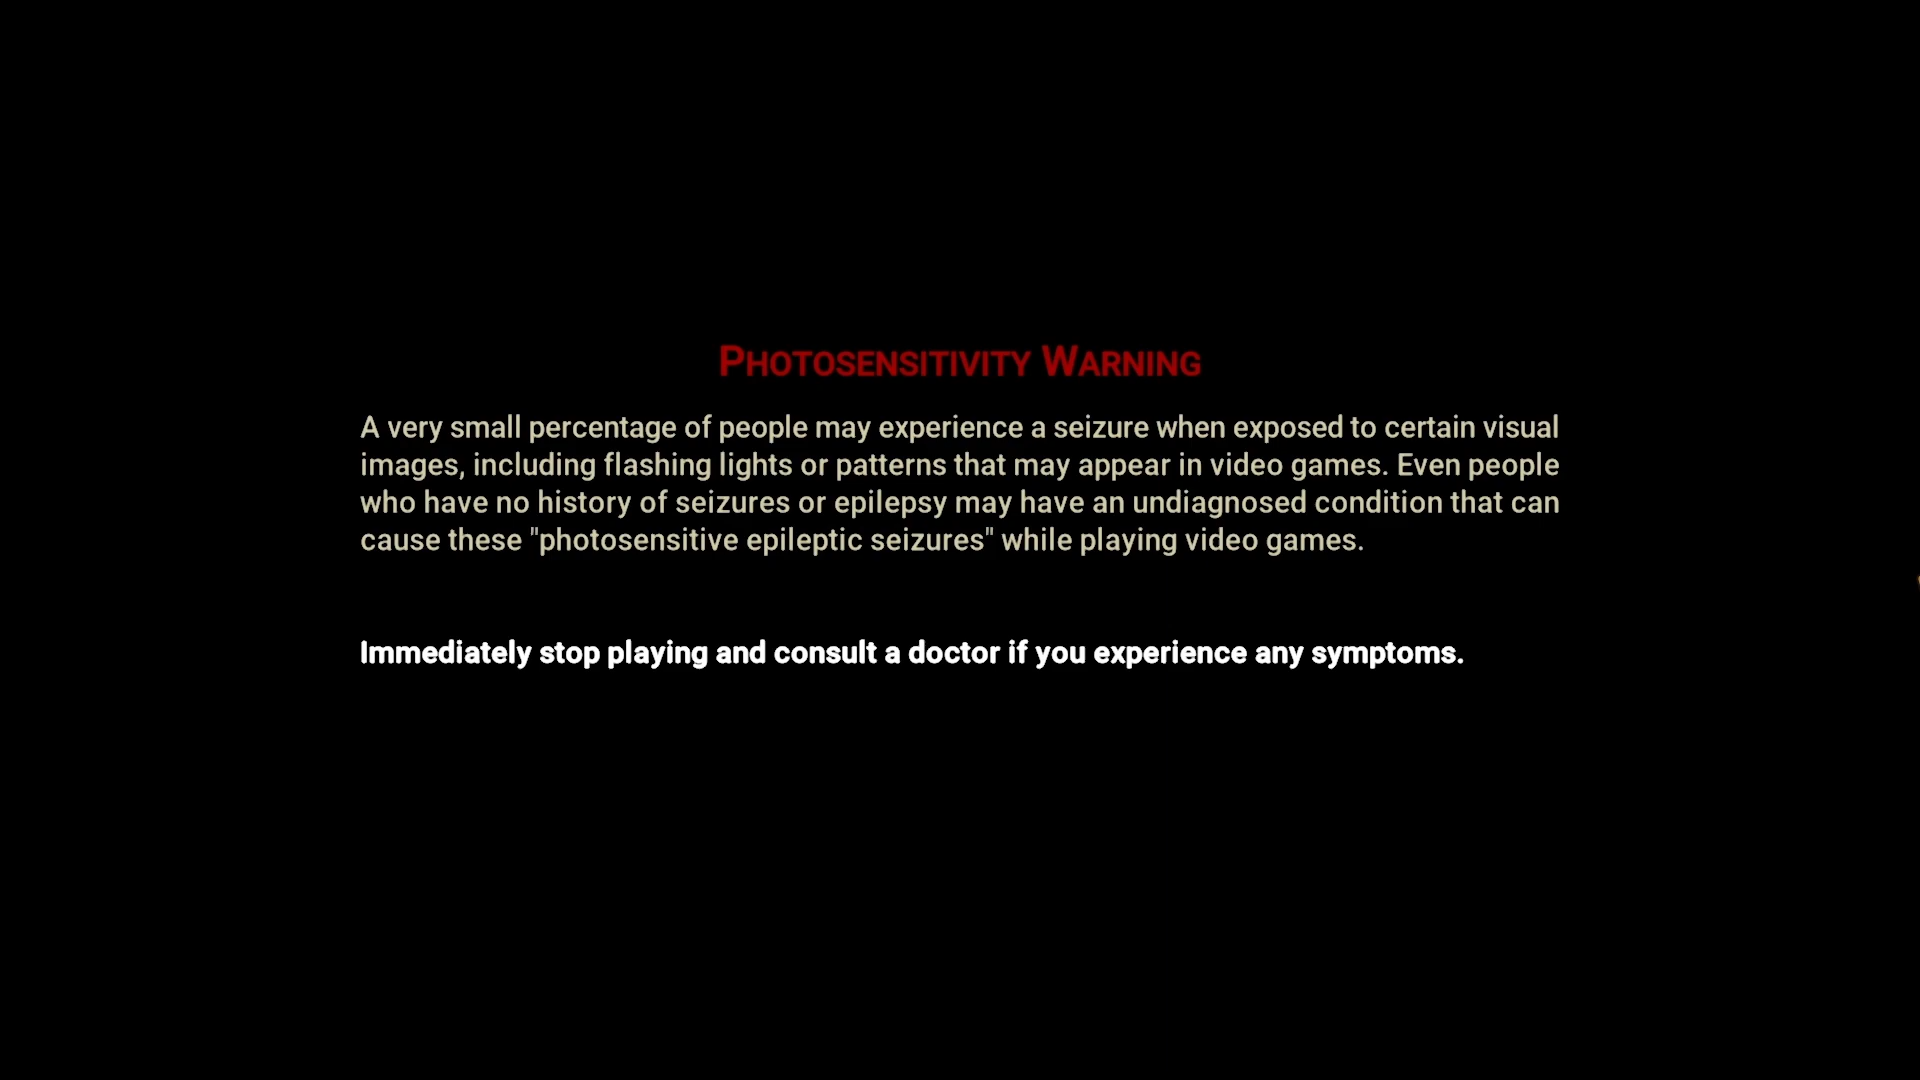 Photosensitivity Warning
A very small percentage of people may experience a seizure when exposed to certain visual
images, including flashing lights or patterns that may appear in video games. Even people
who have no history of seizures or epilepsy may have an undiagnosed condition that can
cause these "photosensitive epileptic seizures" while playing video games.
Immediately stop playing and consult a doctor if you experience any symptoms.